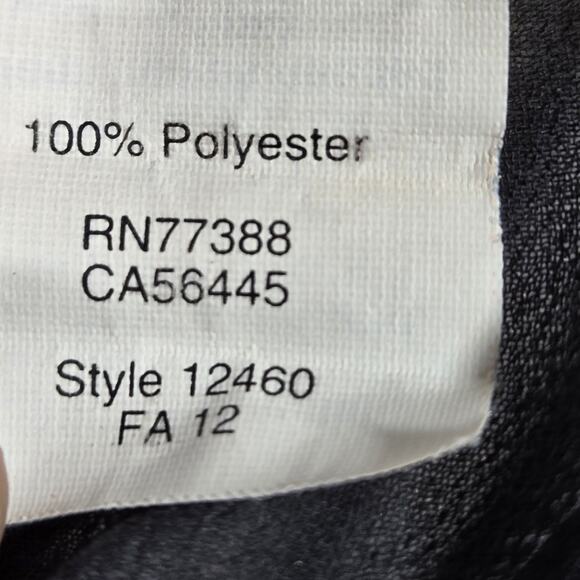 100% Polyester
RN77388
CA56445
Style 12460
FA 12